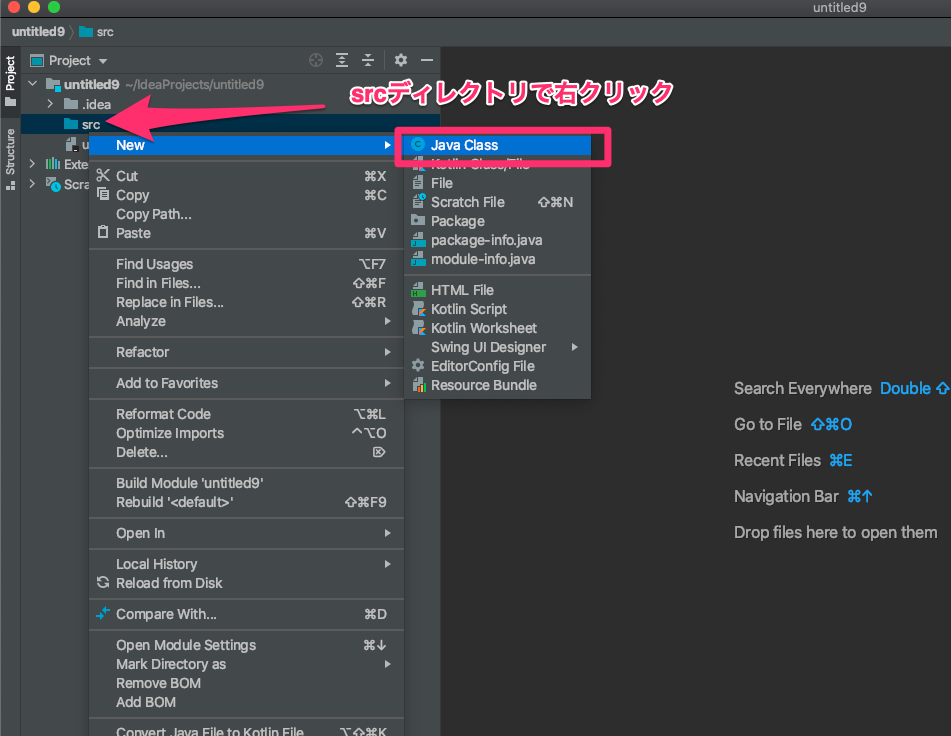 untitled9
untitled9 src
Project
untitled9 ~/IdeaProjects/untitled9
.idea
src
srcディレクトリで右クリック
Project
Structure
New
Cut ⌘X
Copy ⌘C
Copy Path...
Paste ⌘V
Find Usages ⌥F7
Find in Files... ⇧⌘F
Replace in Files... ⇧⌘R
Analyze
Refactor
Add to Favorites
Reformat Code ⌥⌘L
Optimize Imports ^⌥O
Delete... ⌦
Build Module 'untitled9'
Rebuild '<default>' ⇧⌘F9
Open In
Local History
Reload from Disk
Compare With... ⌘D
Open Module Settings ⌘↓
Mark Directory as
Remove BOM
Add BOM
Convert Java File to Kotlin File ⌥⇧⌘K
Java Class
Kotlin Class/File
File
Scratch File ⇧⌘N
Package
package-info.java
module-info.java
HTML File
Kotlin Script
Kotlin Worksheet
Swing UI Designer
EditorConfig File
Resource Bundle
Search Everywhere Double ⇧
Go to File ⇧⌘O
Recent Files ⌘E
Navigation Bar ⌘↑
Drop files here to open them